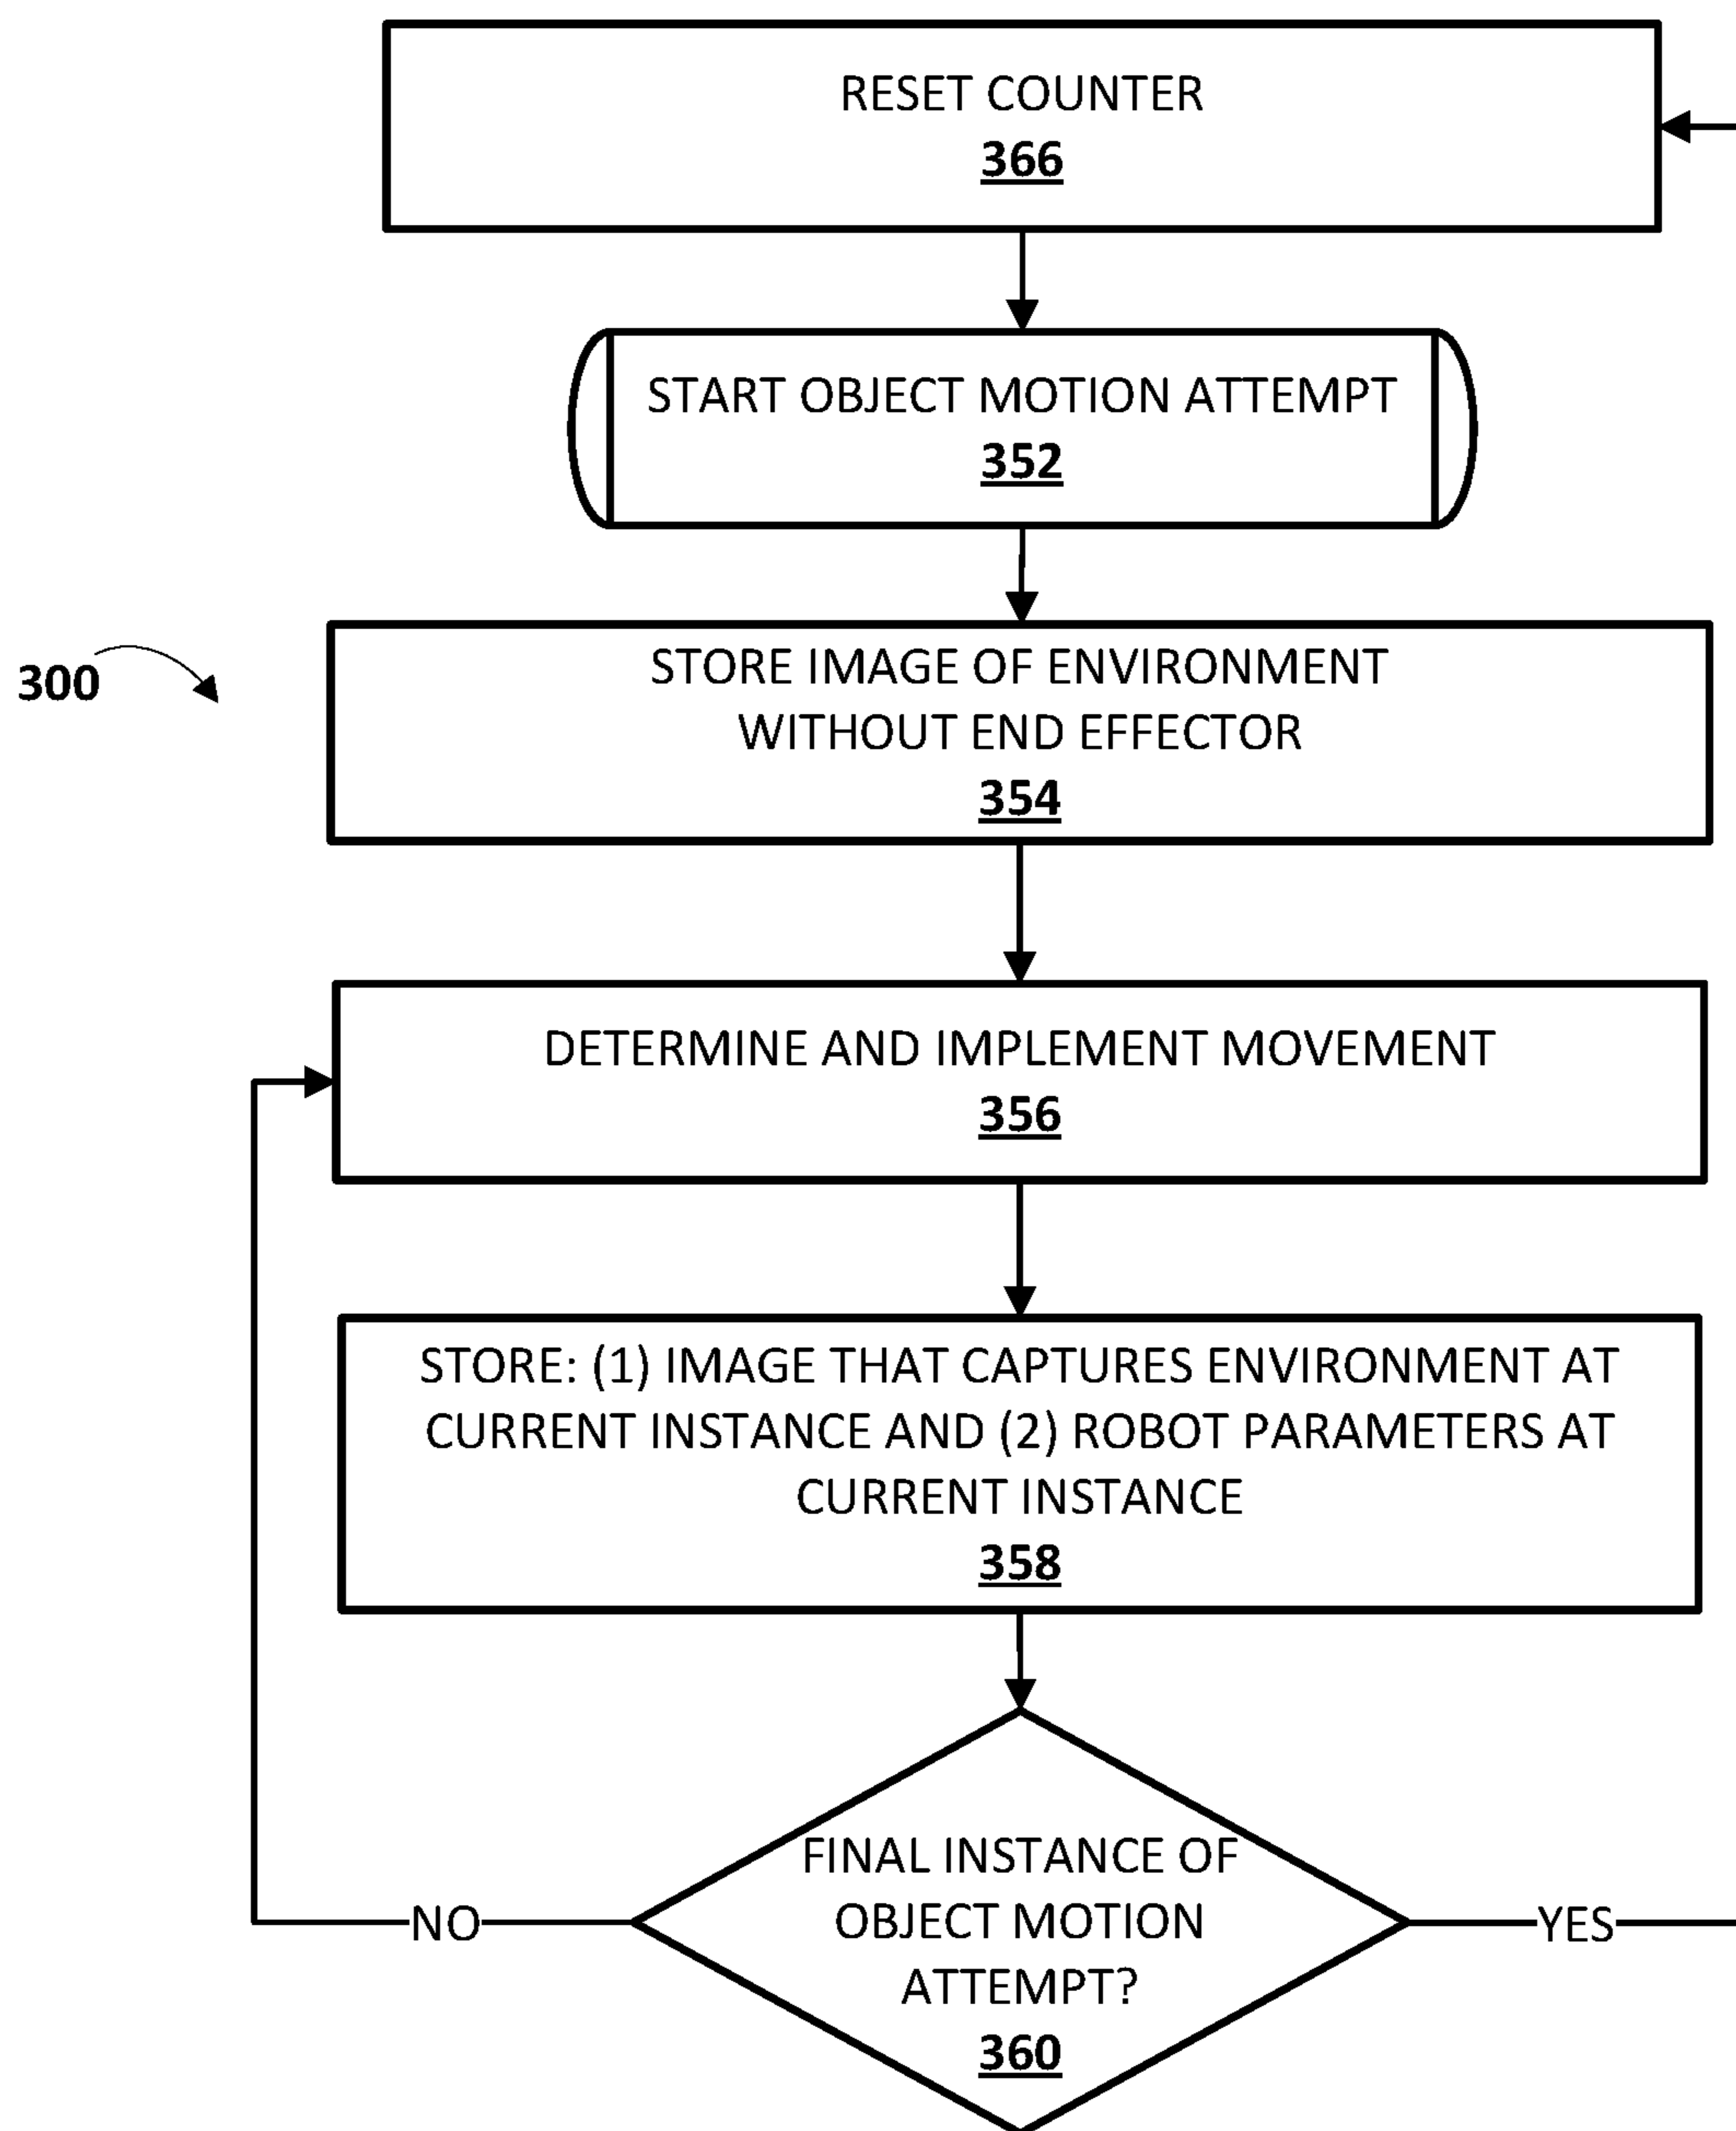 RESET COUNTER
366
START OBJECT MOTION ATTEMPT
352
300
STORE IMAGE OF ENVIRONMENT
WITHOUT END EFFECTOR
354
DETERMINE AND IMPLEMENT MOVEMENT
356
STORE: (1) IMAGE THAT CAPTURES ENVIRONMENT AT
CURRENT INSTANCE AND (2) ROBOT PARAMETERS AT
CURRENT INSTANCE
358
FINAL INSTANCE OF
OBJECT MOTION
ATTEMPT?
360
NO
YES